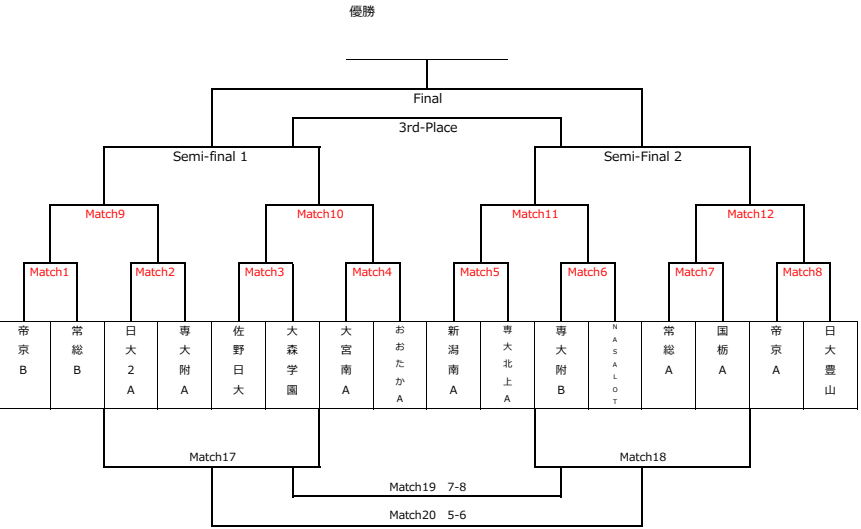 優勝
Final
3rd-Place
Semi-final 1
Semi-Final 2
Match9
Match10
Match11
Match12
Match1
Match2
Match3
Match4
Match5
Match6
Match7
Match8
帝京B
常総B
日大2A
専大附A
佐野日大
大森学園
大宮南A
おおたかA
新潟南A
専大北上A
専大附B
NASALOT
常総A
国栃A
帝京A
日大豊山
Match17
Match18
Match19 7-8
Match20 5-6